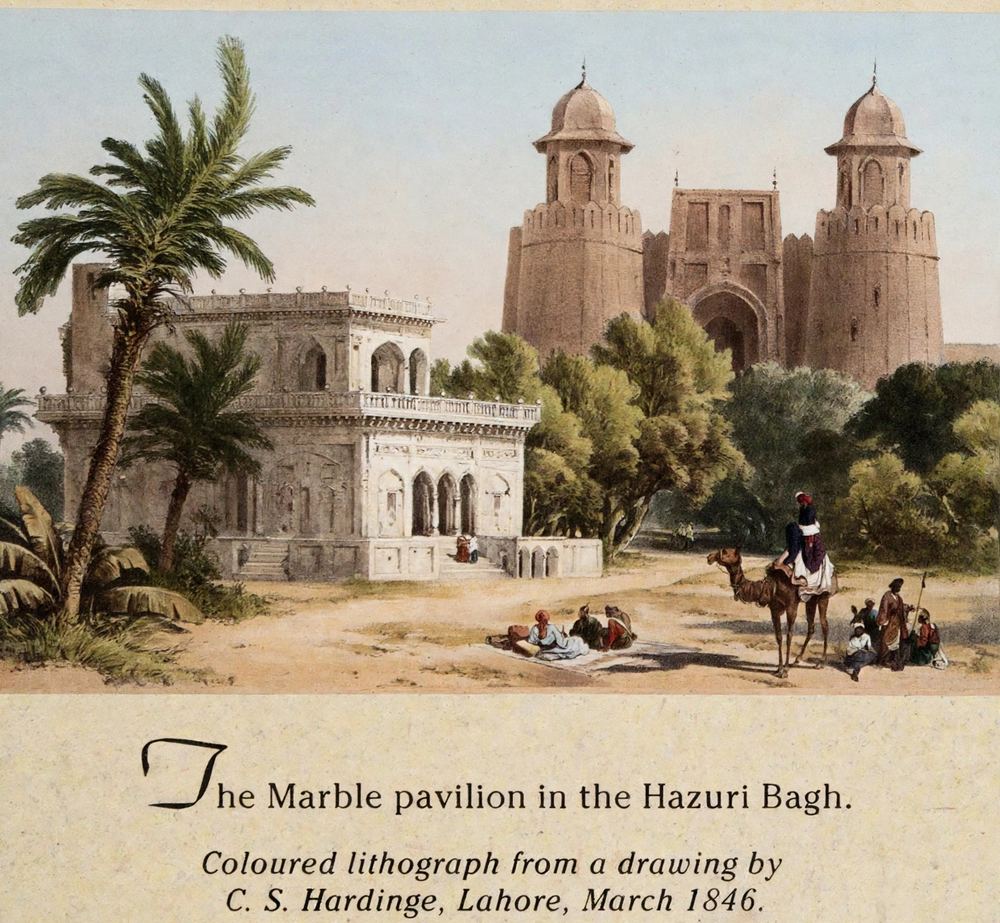 The Marble pavilion in the Hazuri Bagh.
Coloured lithograph from a drawing by
C. S. Hardinge, Lahore, March 1846.